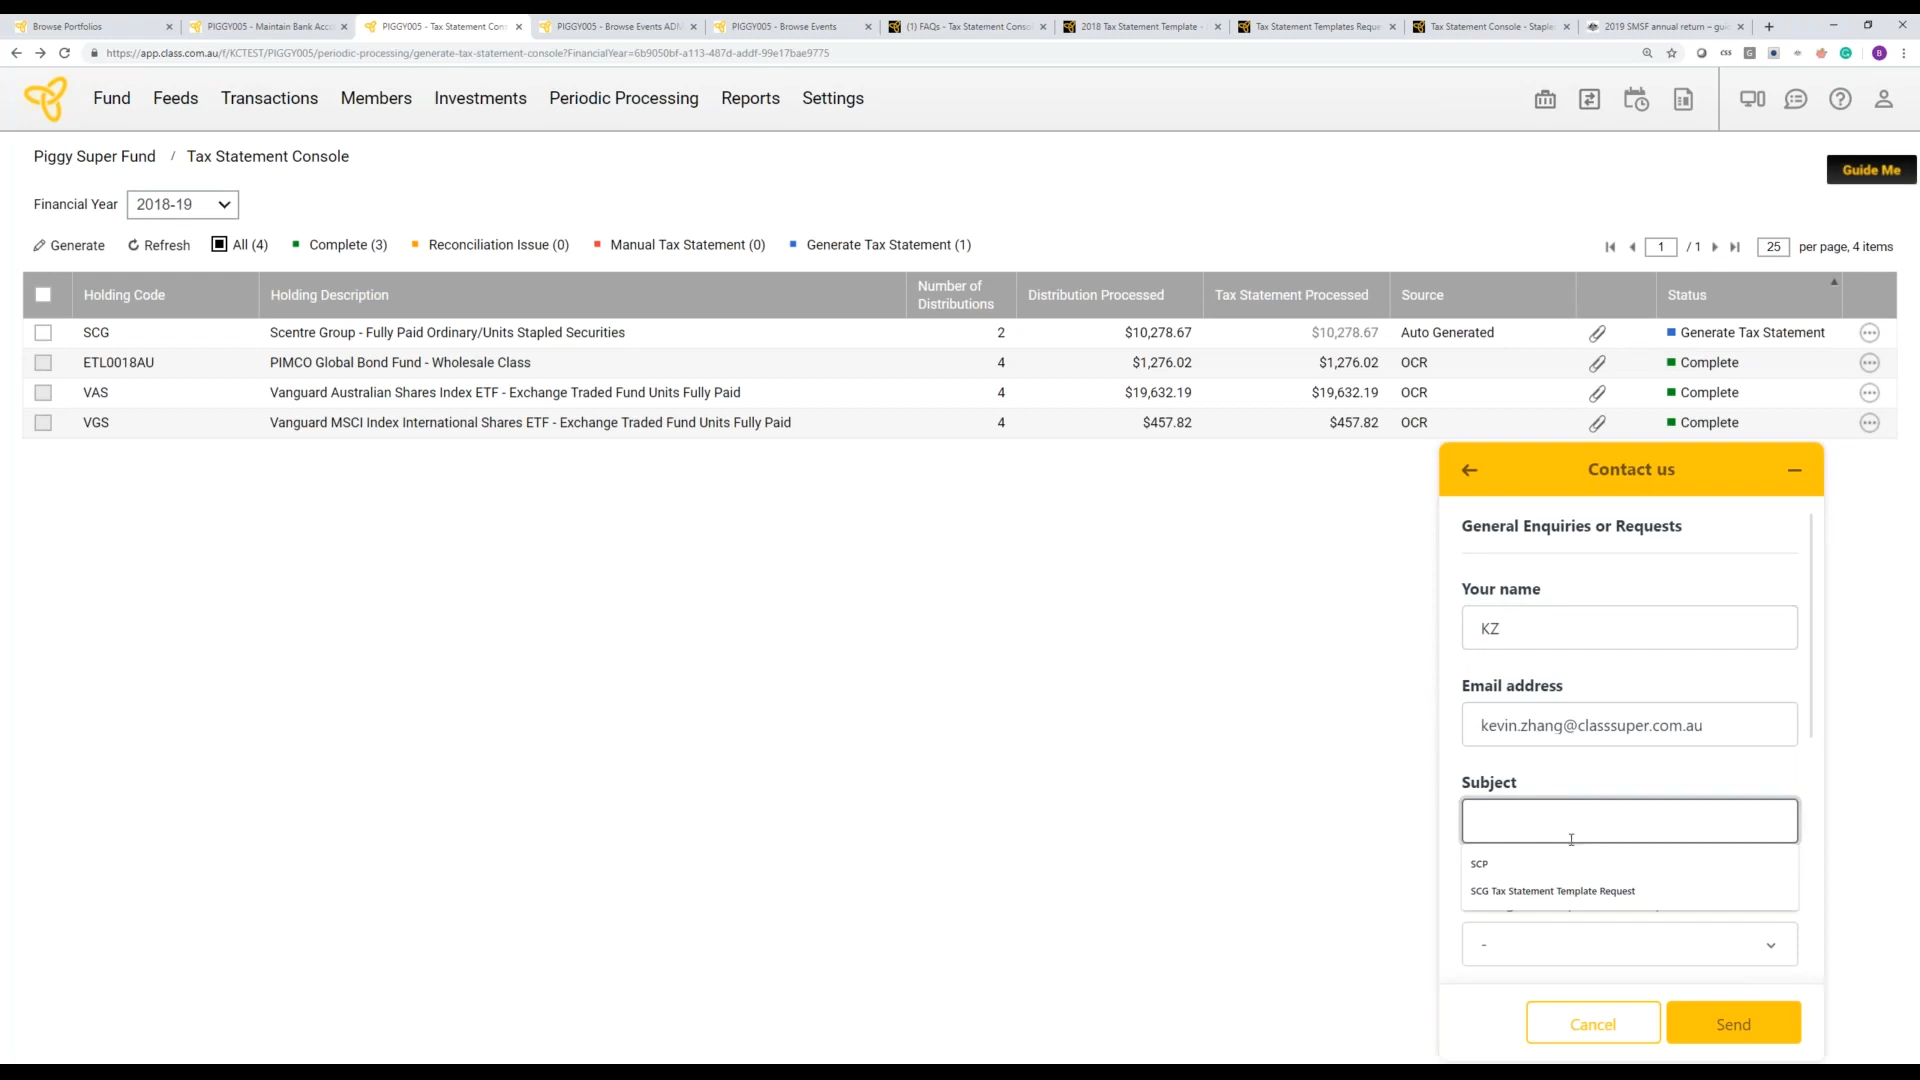 Browse Portfolios
PIGGY005 - Maintain Bank Acco
PIGGY005 - Tax Statement Con
PIGGY005 - Browse Events ADM
PIGGY005 - Browse Events
(1) FAQs - Tax Statement Conso
2018 Tax Statement Template -
Tax Statement Templates Reque
Tax Statement Console - Staple
2019 SMSF annual return – gui
https://app.class.com.au/f/KCTEST/PIGGY005/periodic-processing/generate-tax-statement-console?FinancialYear=6b9050bf-a113-487d-addf-99e17bae9775
CSS
B
Fund Feeds Transactions Members Investments Periodic Processing Reports Settings
Piggy Super Fund / Tax Statement Console
Guide Me
Financial Year 2018-19
Generate Refresh All (4) Complete (3) Reconciliation Issue (0) Manual Tax Statement (0) Generate Tax Statement (1)
1 / 1 25 per page, 4 items
Holding Code Holding Description Number of Distributions Distribution Processed Tax Statement Processed Source Status
SCG Scentre Group - Fully Paid Ordinary/Units Stapled Securities 2 $10,278.67 $10,278.67 Auto Generated Generate Tax Statement
ETL0018AU PIMCO Global Bond Fund - Wholesale Class 4 $1,276.02 $1,276.02 OCR Complete
VAS Vanguard Australian Shares Index ETF - Exchange Traded Fund Units Fully Paid 4 $19,632.19 $19,632.19 OCR Complete
VGS Vanguard MSCI Index International Shares ETF - Exchange Traded Fund Units Fully Paid 4 $457.82 $457.82 OCR Complete
Contact us
General Enquiries or Requests
Your name
KZ
Email address
kevin.zhang@classsuper.com.au
Subject
SCP
SCG Tax Statement Template Request
-
Cancel Send